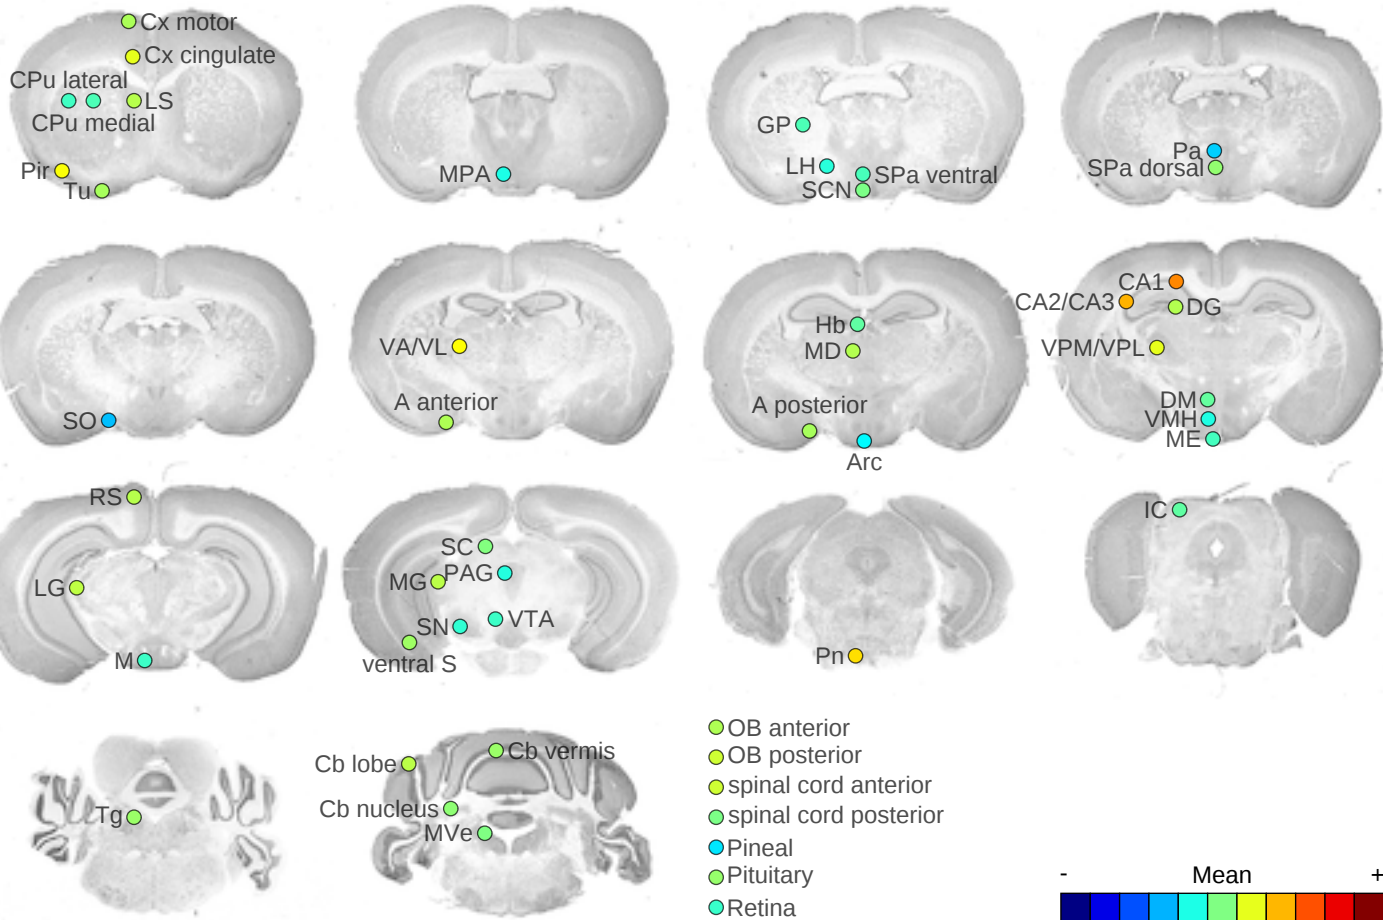 Cx motor
Cx cingulate
CPu lateral
LS
CPu medial
Pir
Tu
MPA
GP
LH
SPa ventral
SCN
Pa
SPa dorsal
SO
VA/VL
A anterior
Hb
MD
A posterior
Arc
CA1
CA2/CA3
DG
VPM/VPL
DM
VMH
ME
RS
LG
M
SC
MG
PAG
SN
VTA
ventral S
Pn
IC
Tg
Cb lobe
Cb vermis
Cb nucleus
MVe
OB anterior
OB posterior
spinal cord anterior
spinal cord posterior
Pineal
Pituitary
Retina
- Mean +